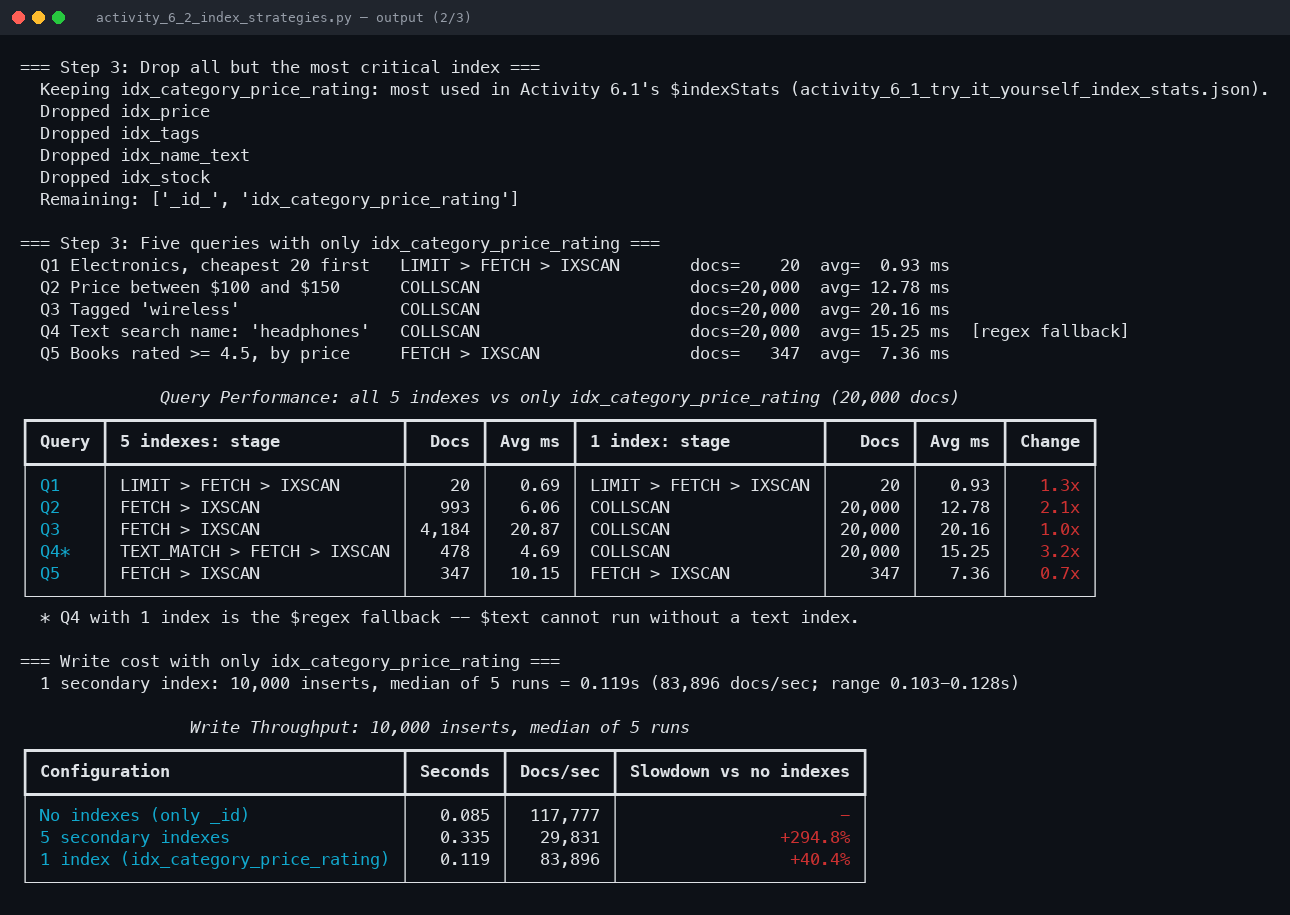 activity_6_2_index_strategies.py — output (2/3)
=== Step 3: Drop all but the most critical index ===
Keeping idx_category_price_rating: most used in Activity 6.1's $indexStats (activity_6_1_try_it_yourself_index_stats.json).
Dropped idx_price
Dropped idx_tags
Dropped idx_name_text
Dropped idx_stock
Remaining: ['_id_', 'idx_category_price_rating']
=== Step 3: Five queries with only idx_category_price_rating ===
Q1 Electronics, cheapest 20 first LIMIT > FETCH > IXSCAN docs= 20 avg= 0.93 ms
Q2 Price between $100 and $150 COLLSCAN docs=20,000 avg= 12.78 ms
Q3 Tagged 'wireless' COLLSCAN docs=20,000 avg= 20.16 ms
Q4 Text search name: 'headphones' COLLSCAN docs=20,000 avg= 15.25 ms [regex fallback]
Q5 Books rated >= 4.5, by price FETCH > IXSCAN docs= 347 avg= 7.36 ms
Query Performance: all 5 indexes vs only idx_category_price_rating (20,000 docs)
Query 5 indexes: stage Docs Avg ms 1 index: stage Docs Avg ms Change
Q1 LIMIT > FETCH > IXSCAN 20 0.69 LIMIT > FETCH > IXSCAN 20 0.93 1.3x
Q2 FETCH > IXSCAN 993 6.06 COLLSCAN 20,000 12.78 2.1x
Q3 FETCH > IXSCAN 4,184 20.87 COLLSCAN 20,000 20.16 1.0x
Q4* TEXT_MATCH > FETCH > IXSCAN 478 4.69 COLLSCAN 20,000 15.25 3.2x
Q5 FETCH > IXSCAN 347 10.15 FETCH > IXSCAN 347 7.36 0.7x
* Q4 with 1 index is the $regex fallback -- $text cannot run without a text index.
=== Write cost with only idx_category_price_rating ===
1 secondary index: 10,000 inserts, median of 5 runs = 0.119s (83,896 docs/sec; range 0.103–0.128s)
Write Throughput: 10,000 inserts, median of 5 runs
Configuration Seconds Docs/sec Slowdown vs no indexes
No indexes (only _id) 0.085 117,777 –
5 secondary indexes 0.335 29,831 +294.8%
1 index (idx_category_price_rating) 0.119 83,896 +40.4%